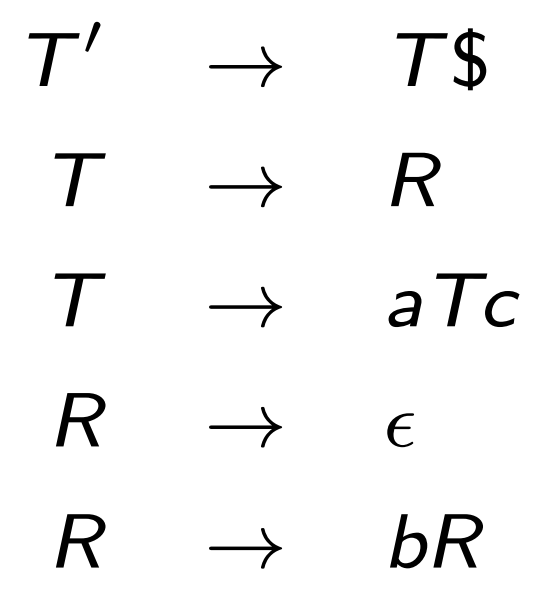 T′ → T$
T → R
T → aTc
R → ϵ
R → bR